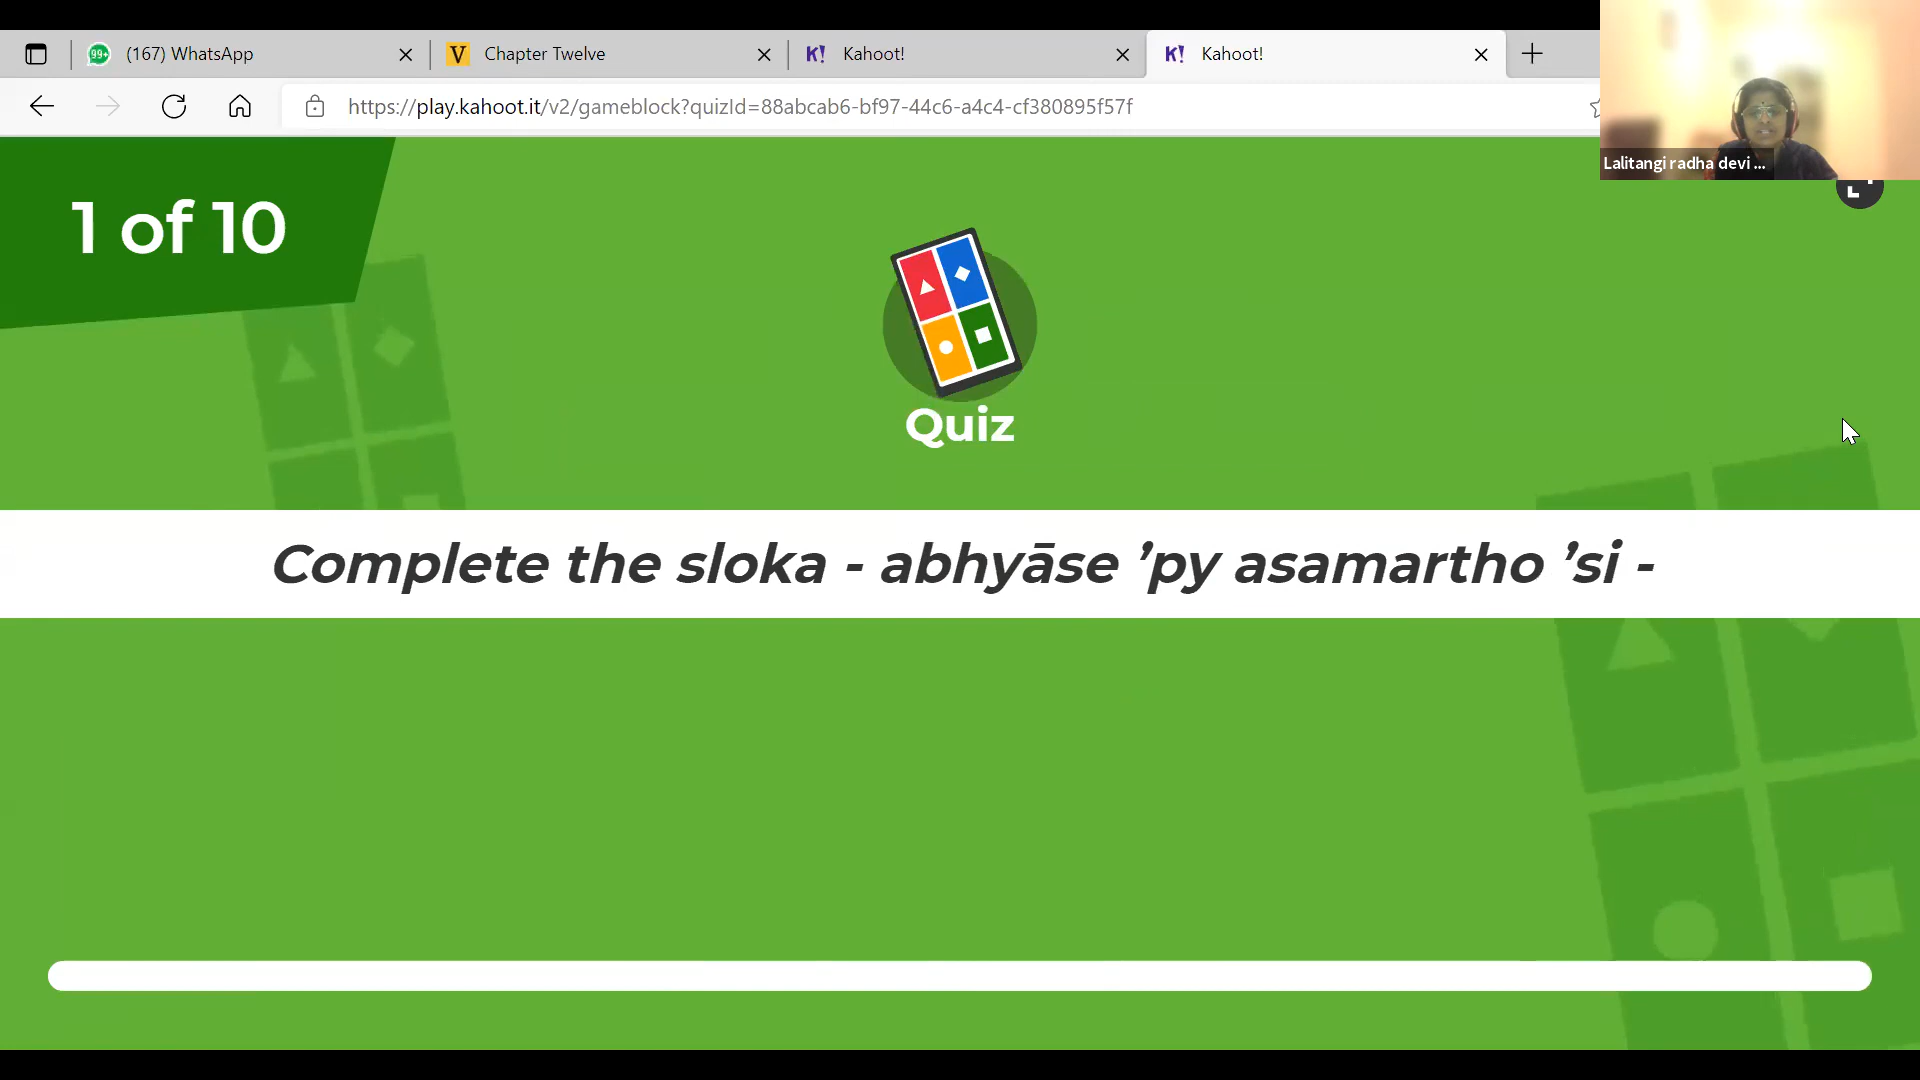 (167) WhatsApp
Chapter Twelve
Kahoot!
Kahoot!
https://play.kahoot.it/v2/gameblock?quizId=88abcab6-bf97-44c6-a4c4-cf380895f57f
Lalitangi radha devi ...
1 of 10
Quiz
Complete the sloka - abhyāse ’py asamartho ’si -